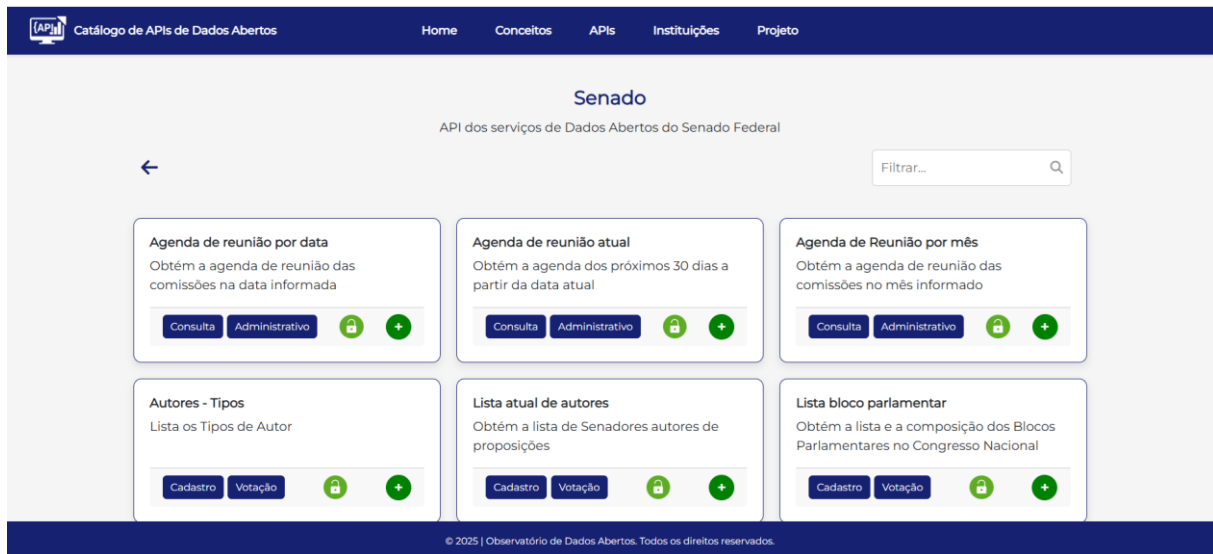 {API} Catálogo de APIs de Dados Abertos Home Conceitos APIs Instituições Projeto
Senado
API dos serviços de Dados Abertos do Senado Federal
Filtrar...
Agenda de reunião por data
Obtém a agenda de reunião das
comissões na data informada
Consulta Administrativo
Agenda de reunião atual
Obtém a agenda dos próximos 30 dias a
partir da data atual
Consulta Administrativo
Agenda de Reunião por mês
Obtém a agenda de reunião das
comissões no mês informado
Consulta Administrativo
Autores - Tipos
Lista os Tipos de Autor
Cadastro Votação
Lista atual de autores
Obtém a lista de Senadores autores de
proposições
Cadastro Votação
Lista bloco parlamentar
Obtém a lista e a composição dos Blocos
Parlamentares no Congresso Nacional
Cadastro Votação
© 2025 | Observatório de Dados Abertos. Todos os direitos reservados.